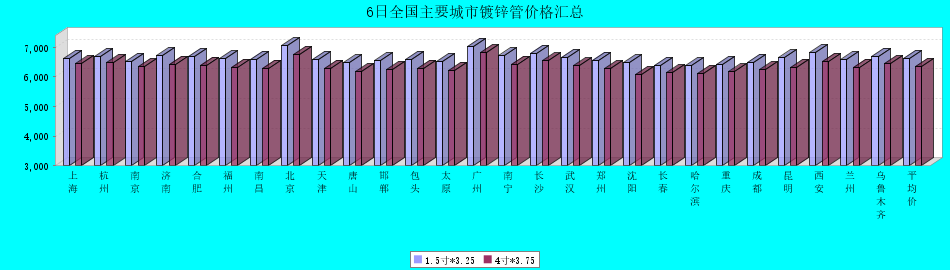 6日全国主要城市镀锌管价格汇总
7,000
6,000
5,000
4,000
3,000
上海
杭州
南京
济南
合肥
福州
南昌
北京
天津
唐山
邯郸
包头
太原
广州
南宁
长沙
武汉
郑州
沈阳
长春
哈尔滨
重庆
成都
昆明
西安
兰州
乌鲁木齐
平均价
1.5寸*3.25
4寸*3.75